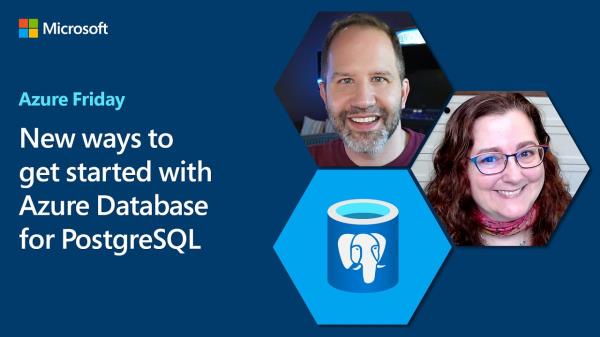 Microsoft
Azure Friday
New ways to
get started with
Azure Database
for PostgreSQL